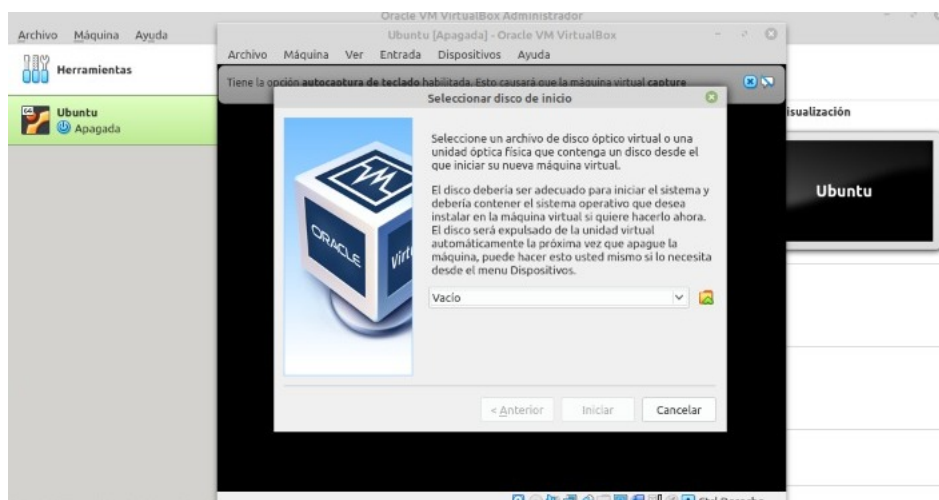 Oracle VM VirtualBox Administrador
Archivo Máquina Ayuda
Ubuntu [Apagada] - Oracle VM VirtualBox
Archivo Máquina Ver Entrada Dispositivos Ayuda
Herramientas
Tiene la opción autocaptura de teclado habilitada. Esto causará que la máquina virtual capture
Seleccionar disco de inicio
Ubuntu
Apagada
isualización
Seleccione un archivo de disco óptico virtual o una
unidad óptica física que contenga un disco desde el
que iniciar su nueva máquina virtual.
El disco debería ser adecuado para iniciar el sistema y
debería contener el sistema operativo que desea
instalar en la máquina virtual si quiere hacerlo ahora.
El disco será expulsado de la unidad virtual
automáticamente la próxima vez que apague la
máquina, puede hacer esto usted mismo si lo necesita
desde el menu Dispositivos.
ORACLE
Virt
Ubuntu
Vacío
< Anterior Iniciar Cancelar
Ctrl Derecho